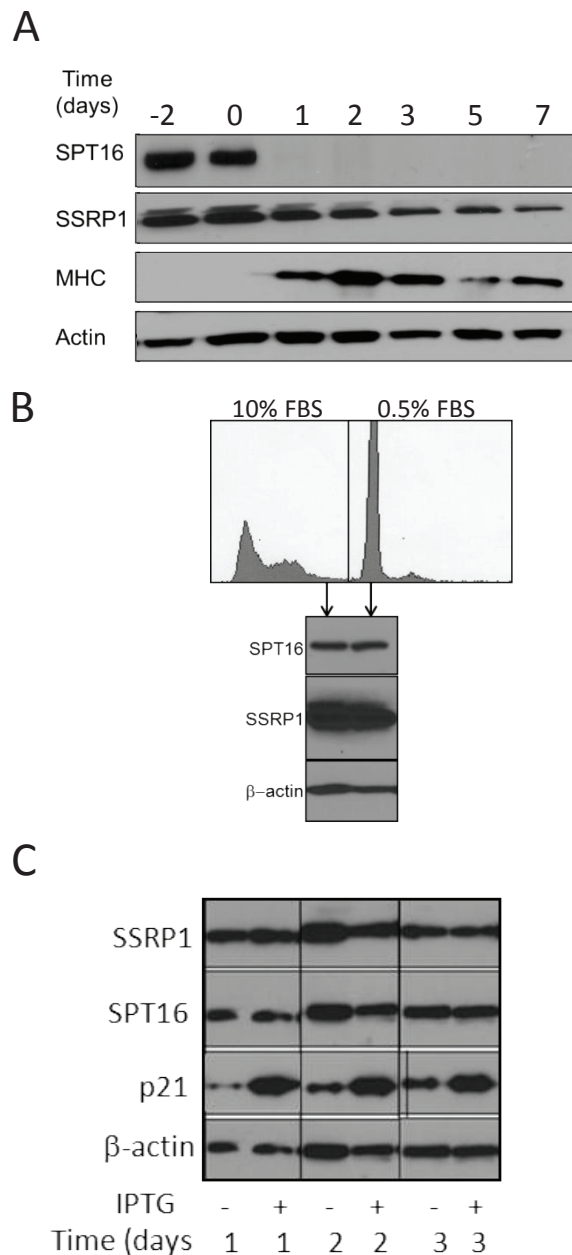 A
Time
(days)
-2 0 1 2 3 5 7
SPT16
SSRP1
MHC
Actin
B
10% FBS 0.5% FBS
SPT16
SSRP1
β-actin
C
SSRP1
SPT16
p21
β-actin
IPTG - + - + - +
Time (days 1 1 2 2 3 3